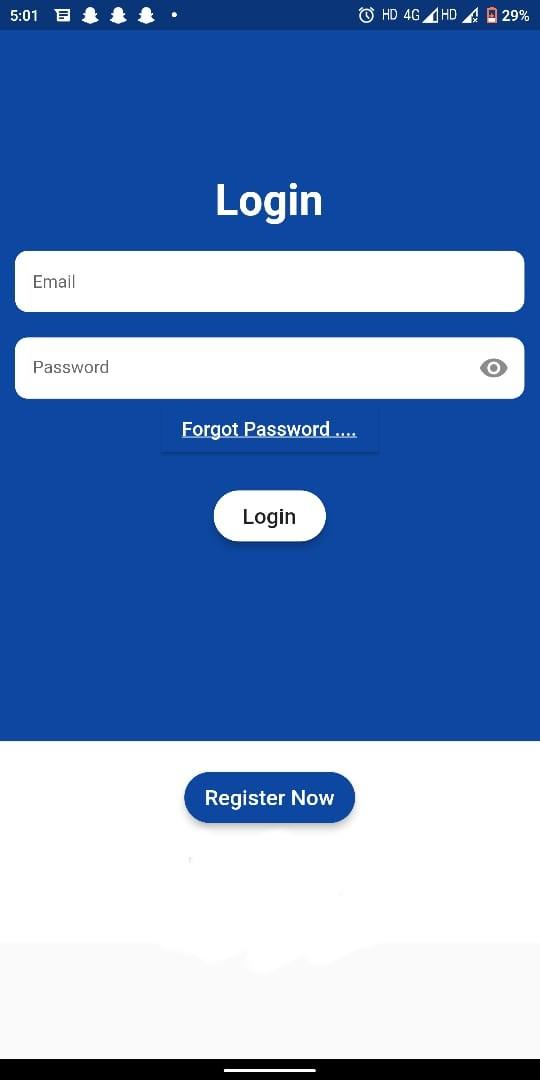 5:01 HD 4G HD 29%
Login
Email
Password
Forgot Password ....
Login
Register Now